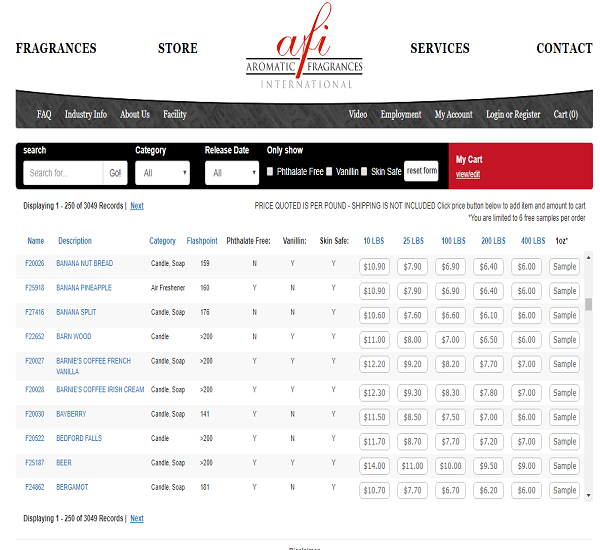 FRAGRANCES STORE afi SERVICES CONTACT
AROMATIC FRAGRANCES
INTERNATIONAL
FAQ Industry Info About Us Facility Video Employment My Account Login or Register Cart (0)
search Category Release Date Only show
Search for... Go! All All Phthalate Free Vanillin Skin Safe reset form
My Cart
view/edit
Displaying 1 - 250 of 3049 Records | Next PRICE QUOTED IS PER POUND - SHIPPING IS NOT INCLUDED Click price button below to add item and amount to cart
*You are limited to 6 free samples per order
Name Description Category Flashpoint Phthalate Free: Vanillin: Skin Safe: 10 LBS 25 LBS 100 LBS 200 LBS 400 LBS 1oz*
F20026 BANANA NUT BREAD Candle, Soap 159 N Y Y $10.90 $7.90 $6.90 $6.40 $6.00 Sample
F25918 BANANA PINEAPPLE Air Freshener 160 Y N Y $10.90 $7.90 $6.90 $6.40 $6.00 Sample
F27416 BANANA SPLIT Candle, Soap 176 N N Y $10.60 $7.60 $6.60 $6.10 $6.00 Sample
F22652 BARN WOOD Candle >200 N N Y $11.00 $8.00 $7.00 $6.50 $6.00 Sample
F20027 BARNIE'S COFFEE FRENCH Candle, Soap >200 Y Y Y $12.20 $9.20 $8.20 $7.70 $7.00 Sample
VANILLA
F20028 BARNIE'S COFFEE IRISH CREAM Candle, Soap >200 Y Y Y $12.30 $9.30 $8.30 $7.80 $7.00 Sample
F20030 BAYBERRY Candle, Soap 141 Y N Y $11.50 $8.50 $7.50 $7.00 $6.00 Sample
F20522 BEDFORD FALLS Candle >200 Y N Y $11.70 $8.70 $7.70 $7.20 $7.00 Sample
F25187 BEER Candle, Soap >200 Y Y Y $14.00 $11.00 $10.00 $9.50 $9.00 Sample
F24862 BERGAMOT Candle, Soap 181 Y N Y $10.70 $7.70 $6.70 $6.20 $6.00 Sample
Displaying 1 - 250 of 3049 Records | Next